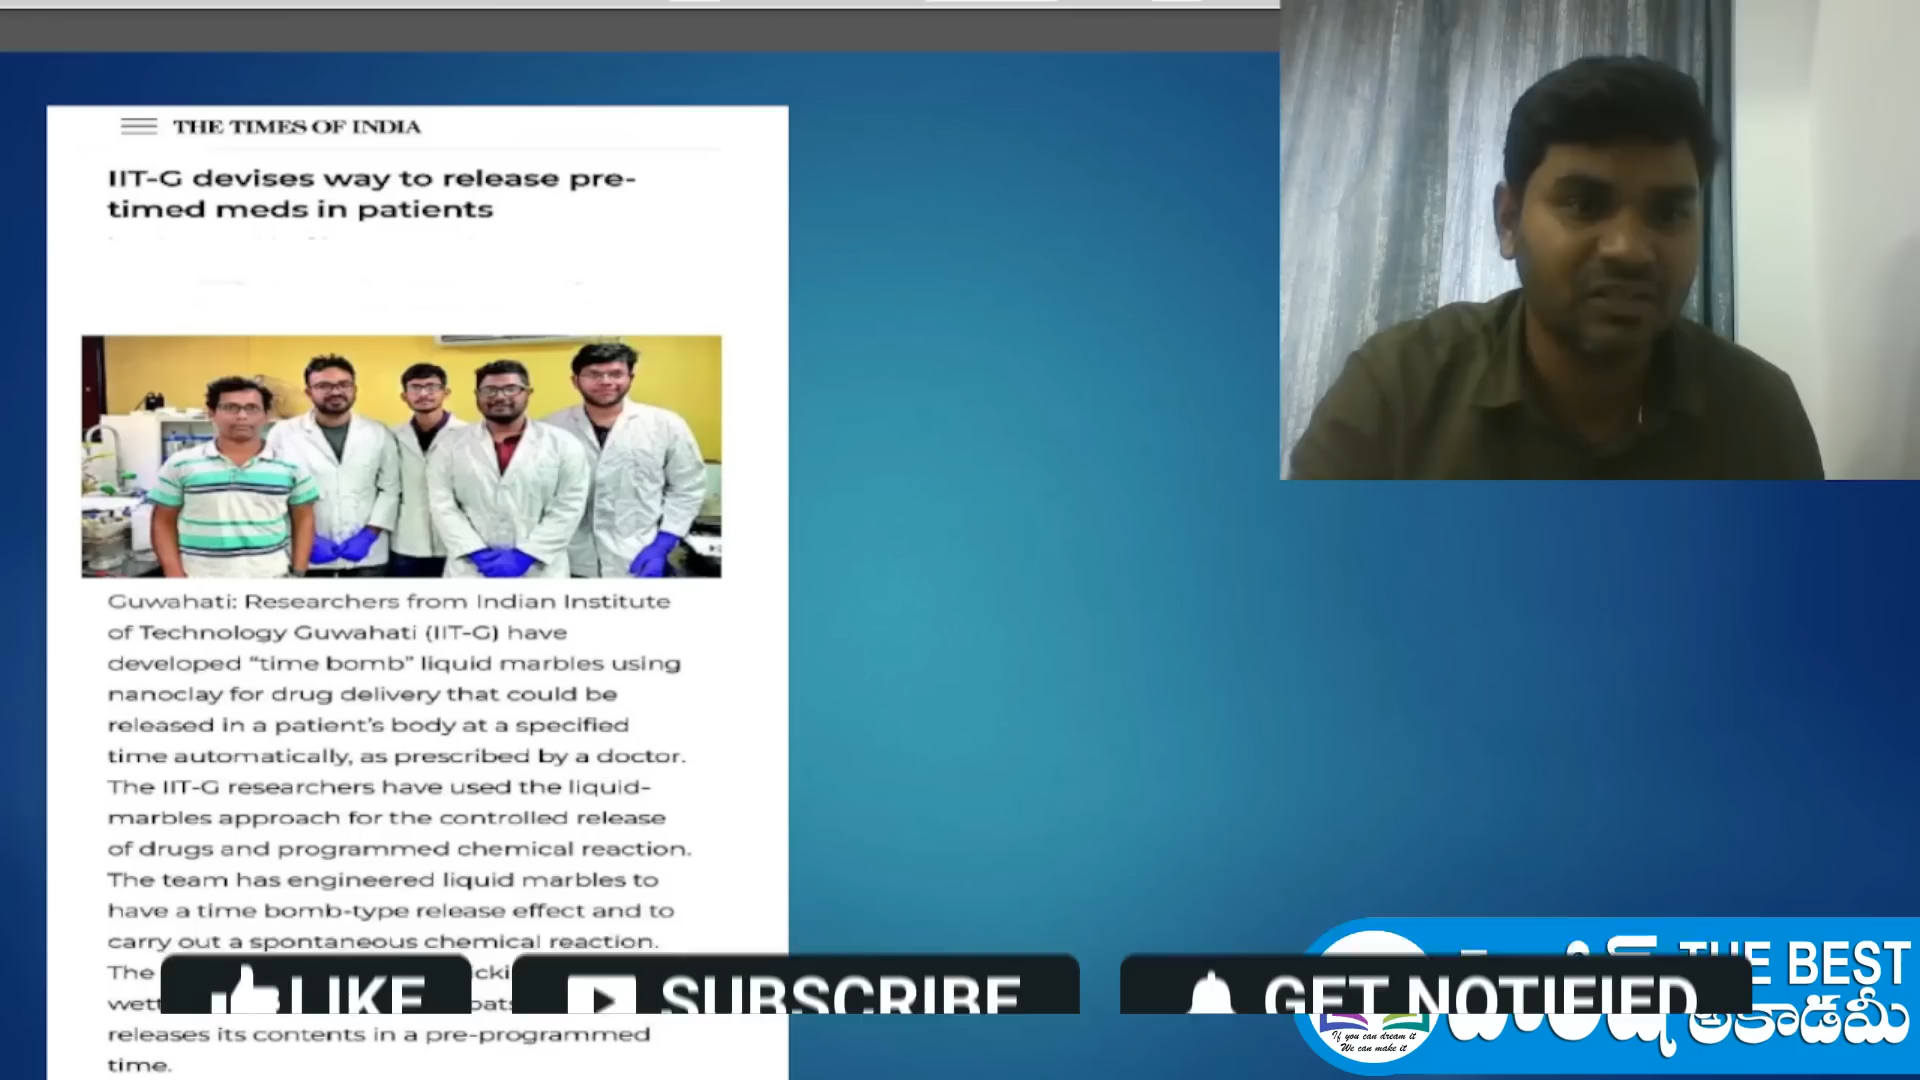 THE TIMES OF INDIA
IIT-G devises way to release pre-
timed meds in patients
Guwahati: Researchers from Indian Institute
of Technology Guwahati (IIT-G) have
developed “time bomb” liquid marbles using
nanoclay for drug delivery that could be
released in a patient’s body at a specified
time automatically, as prescribed by a doctor.
The IIT-G researchers have used the liquid-
marbles approach for the controlled release
of drugs and programmed chemical reaction.
The team has engineered liquid marbles to
have a time bomb-type release effect and to
carry out a spontaneous chemical reaction.
The
releases its contents in a pre-programmed
time.
LIKE
SUBSCRIBE
GET NOTIFIED
THE BEST
అకాడమీ
If you can dream it
We can make it